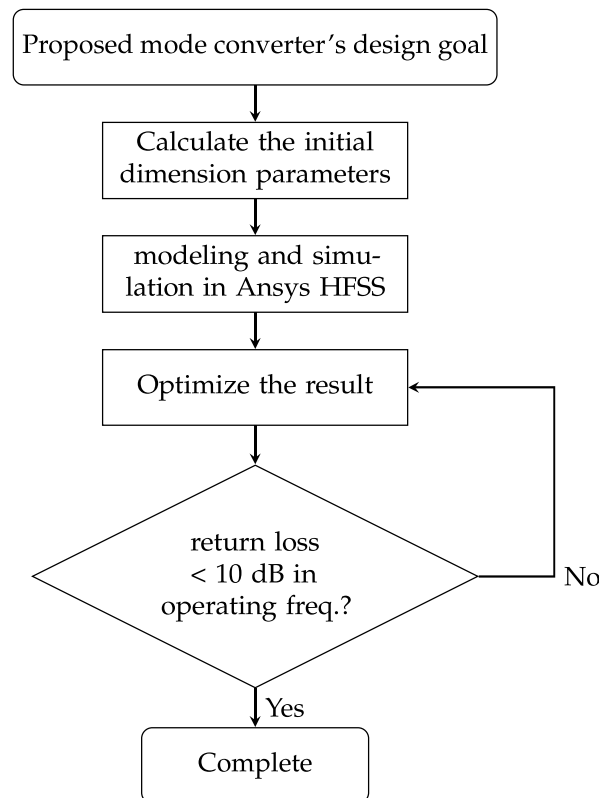 Proposed mode converter's design goal
Calculate the initial
dimension parameters
modeling and simu-
lation in Ansys HFSS
Optimize the result
return loss
< 10 dB in
operating freq.?
No
Yes
Complete